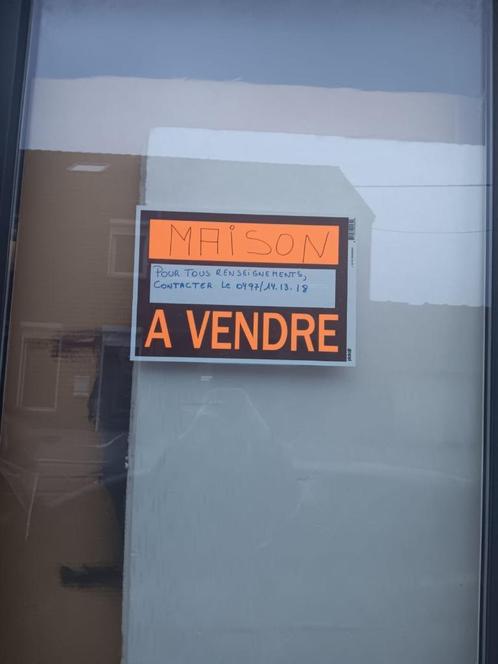 MAiSON
POUR TOUS RENSEIGNEMENTS,
CONTACTER LE 0497/14.13.18
A VENDRE